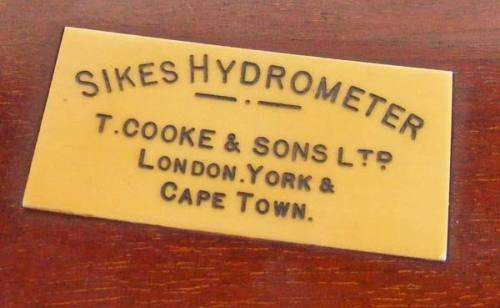 SIKES HYDROMETER
T. COOKE & SONS LTD
LONDON. YORK &
CAPE TOWN.